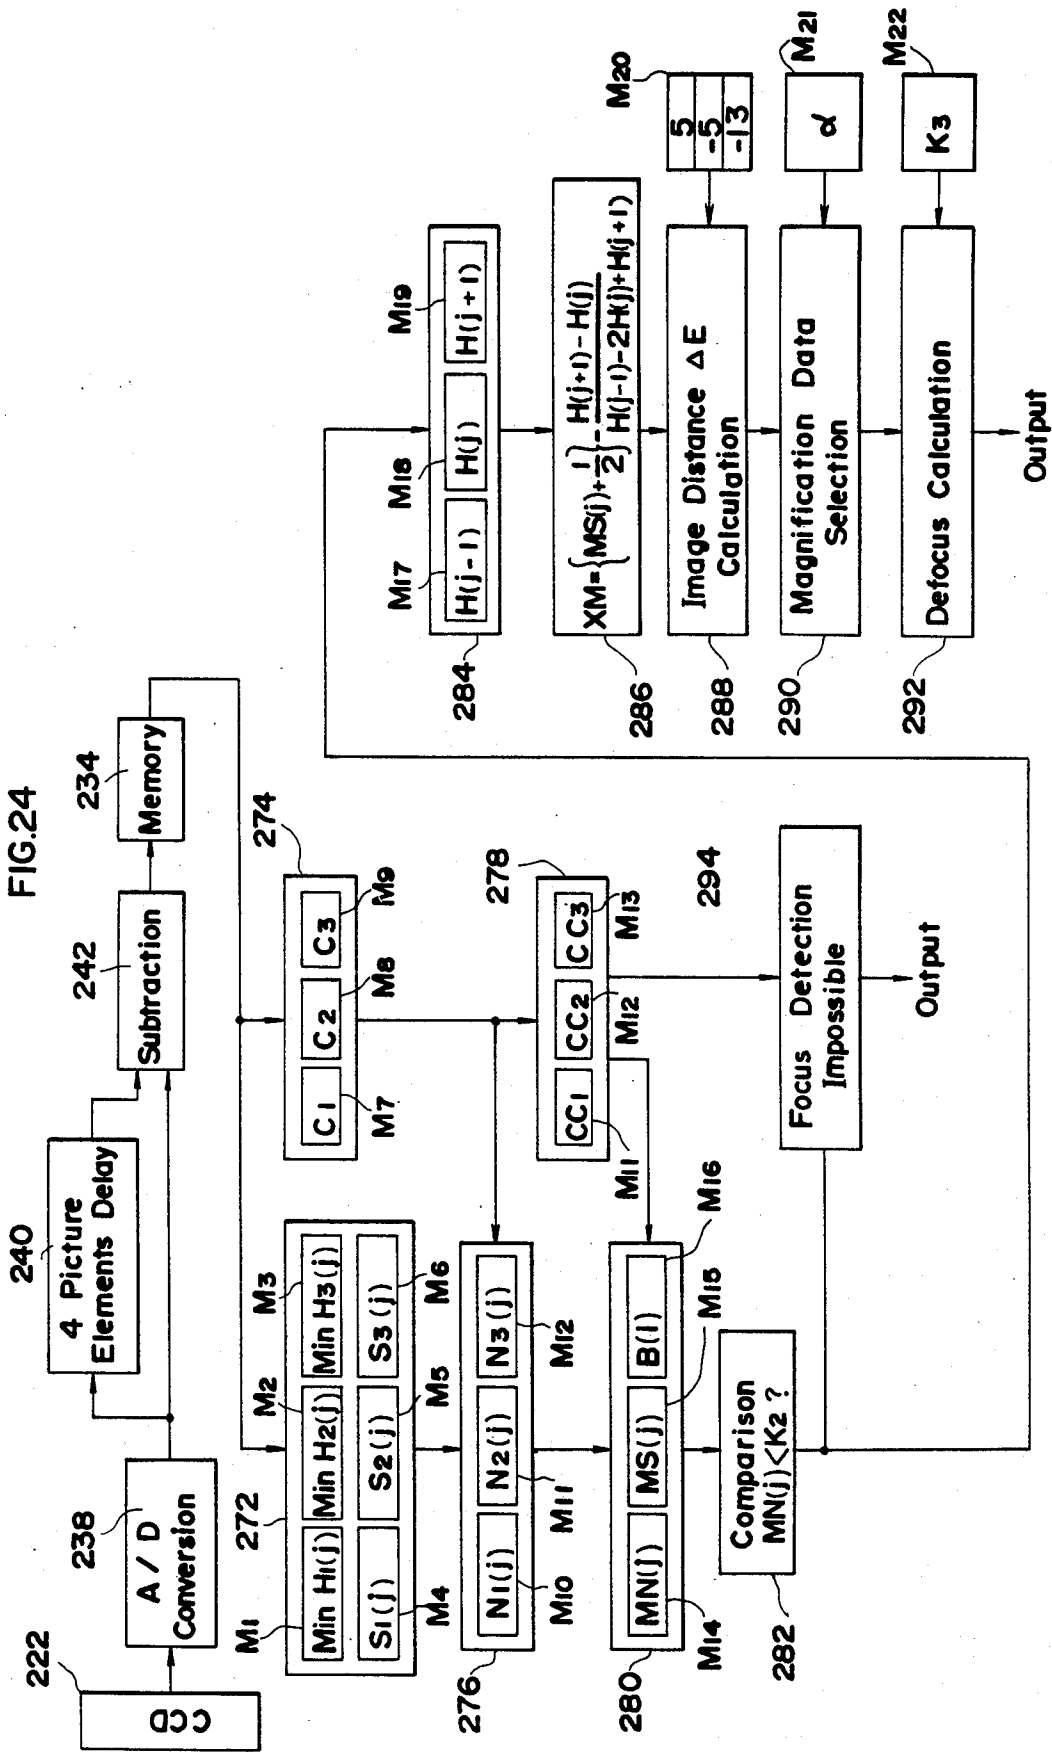 FIG.24
222
CCD
238
A/D
Conversion
240
4 Picture
Elements Delay
242
Subtraction
234
Memory
272
M1
Min H1(j)
M2
Min H2(j)
M3
Min H3(j)
S1(j)
M4
S2(j)
M5
S3(j)
M6
274
C1
M7
C2
M8
C3
M9
276
N1(j)
M10
N2(j)
M11
N3(j)
M12
278
CC1
M11
CC2
M12
CC3
M13
280
MN(j)
M14
MS(j)
M15
B(1)
M16
282
Comparison
MN(j)<K2 ?
294
Focus Detection
Impossible
Output
284
M17
H(j-1)
M18
H(j)
M19
H(j+1)
286
XM={MS(j)+1/2}-H(j+1)-H(j)/H(j-1)-2H(j)+H(j+1)
288
Image Distance ΔE
Calculation
M20
5
-5
-13
290
Magnification Data
Selection
M21
α
292
Defocus Calculation
M22
K3
Output